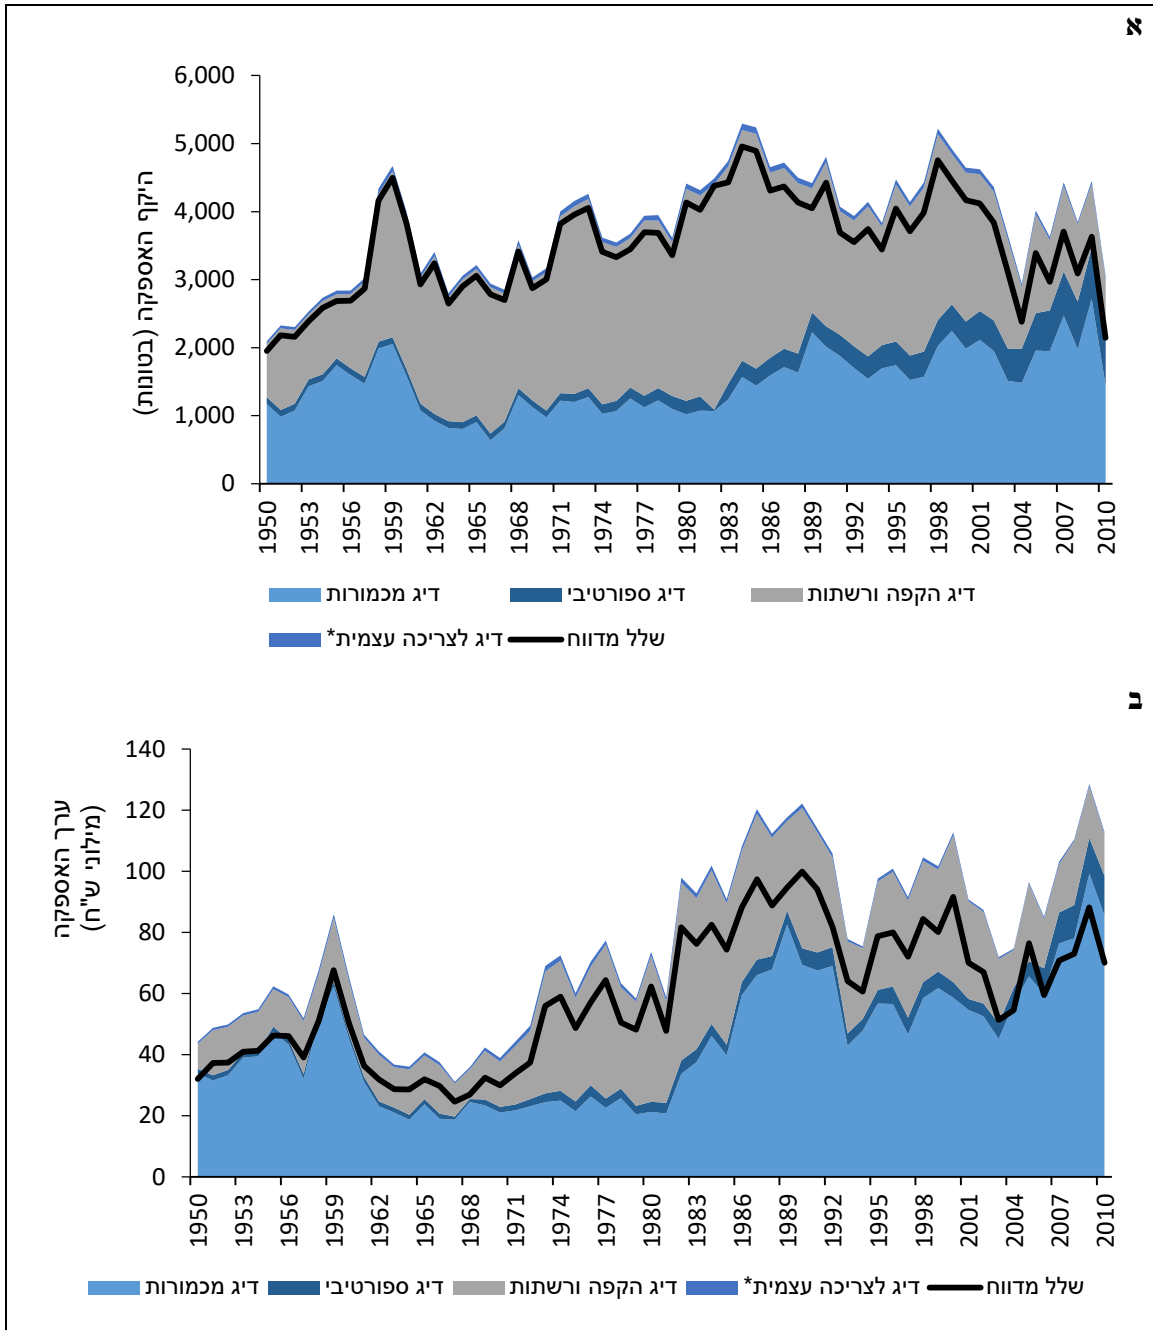 א
היקף האספקה (בטונות)
6,000
5,000
4,000
3,000
2,000
1,000
0
1950 1953 1956 1959 1962 1965 1968 1971 1974 1977 1980 1983 1986 1989 1992 1995 1998 2001 2004 2007 2010
דיג מכמורות דיג ספורטיבי דיג הקפה ורשתות
דיג לצריכה עצמית* שלל מדווח
ב
ערך האספקה
(מילוני ש"ח)
140
120
100
80
60
40
20
0
1950 1953 1956 1959 1962 1965 1968 1971 1974 1977 1980 1983 1986 1989 1992 1995 1998 2001 2004 2007 2010
דיג מכמורות דיג ספורטיבי דיג הקפה ורשתות דיג לצריכה עצמית* שלל מדווח